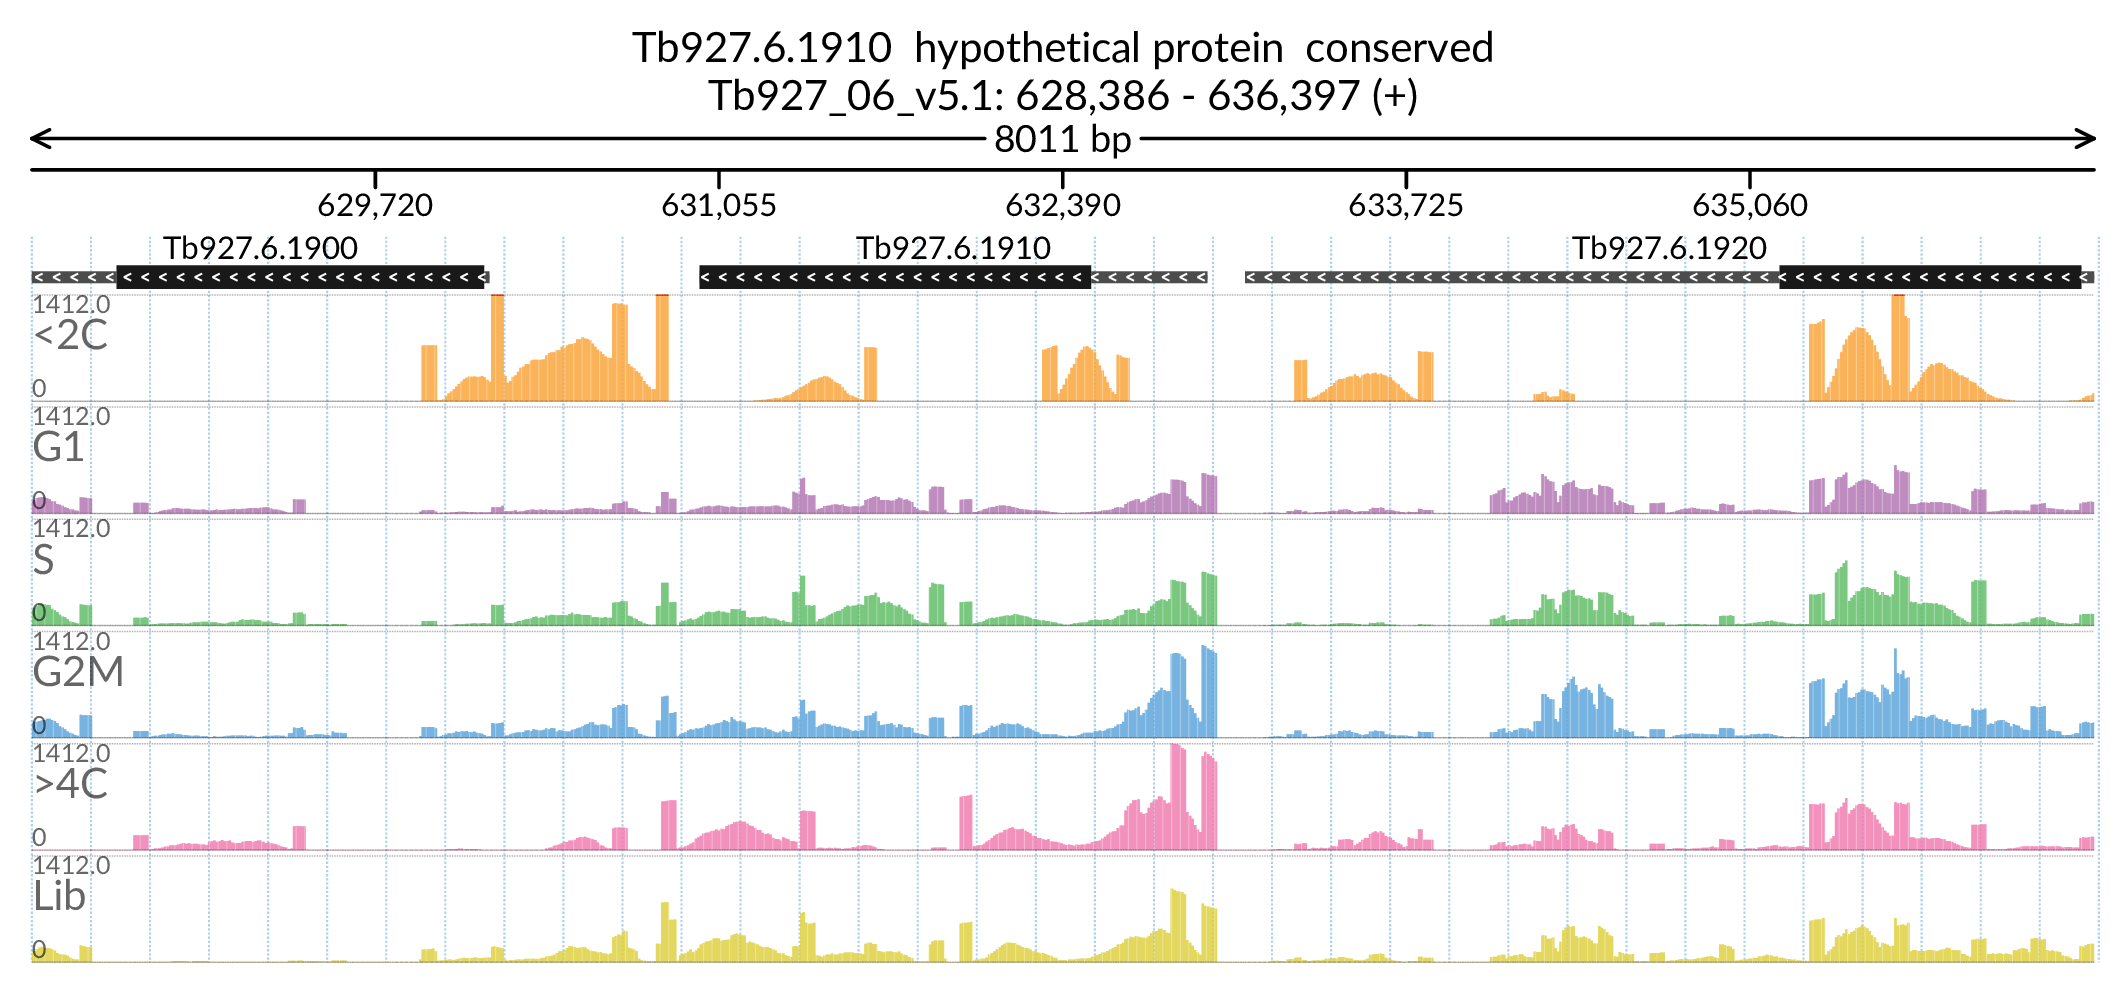 Tb927.6.1910 hypothetical protein conserved
Tb927_06_v5.1: 628,386 - 636,397 (+)
8011 bp
629,720 631,055 632,390 633,725 635,060
Tb927.6.1900 Tb927.6.1910 Tb927.6.1920
1412.0
<2C
0
1412.0
G1
0
1412.0
S
0
1412.0
G2M
0
1412.0
>4C
0
1412.0
Lib
0